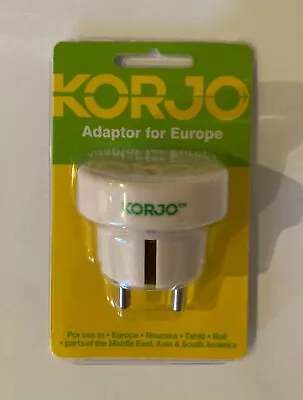 KORJO
Adaptor for Europe
KORJO
For use in • Europe • Noumea • Tahiti • Bali
• parts of the Middle East, Asia & South America